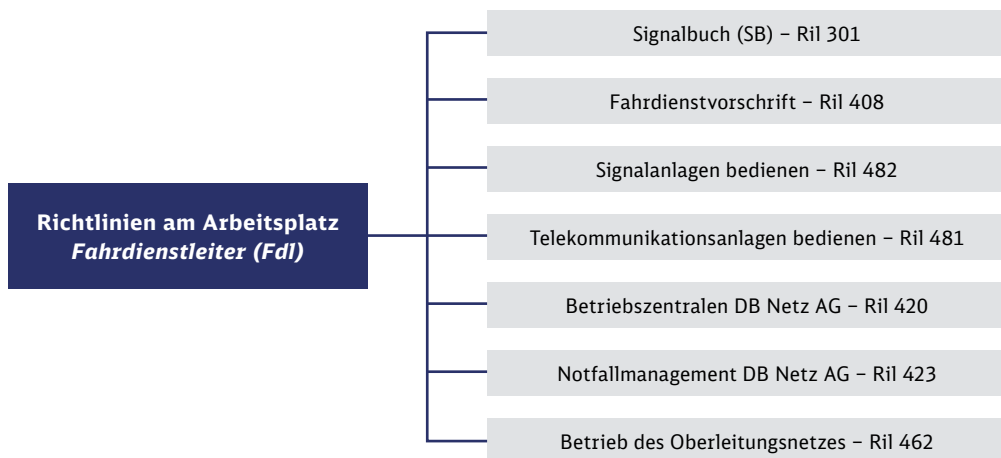 Richtlinien am Arbeitsplatz
Fahrdienstleiter (Fdl)
Signalbuch (SB) – Ril 301
Fahrdienstvorschrift – Ril 408
Signalanlagen bedienen – Ril 482
Telekommunikationsanlagen bedienen – Ril 481
Betriebszentralen DB Netz AG – Ril 420
Notfallmanagement DB Netz AG – Ril 423
Betrieb des Oberleitungsnetzes – Ril 462